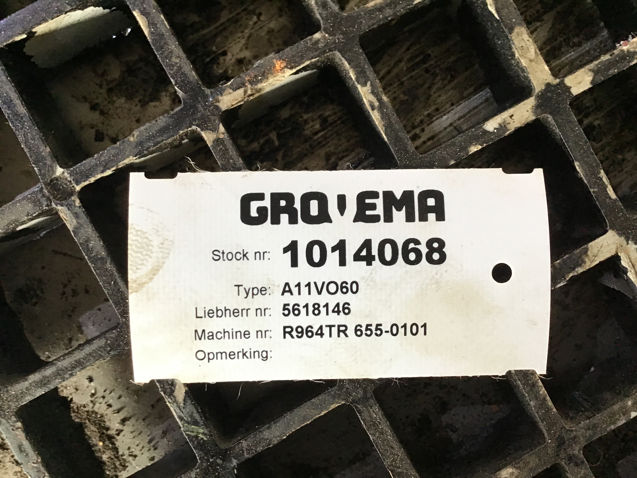 GRO'EMA
Stock nr: 1014068
Type: A11VO60
Liebherr nr: 5618146
Machine nr: R964TR 655-0101
Opmerking: